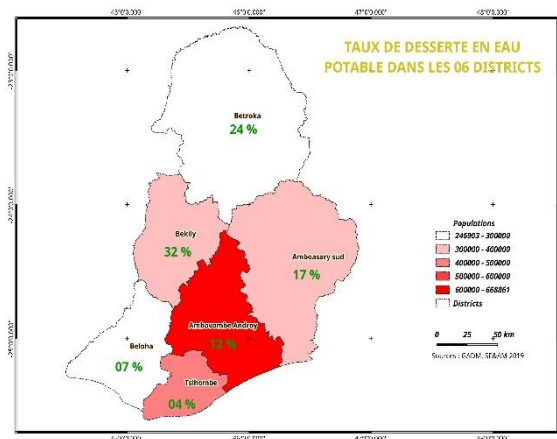 TAUX DE DESSERTE EN EAU
POTABLE DANS LES 06 DISTRICTS
Betroka
24 %
Bekily
32 %
Amboasary sud
17 %
Ambovombe Androy
12 %
Beloha
07 %
Tsihombe
04 %
Populations
246903 - 300000
300000 - 400000
400000 - 500000
500000 - 600000
600000 - 668861
Districts
0 25 50 km
Sources : GADM, SE&AM 2019